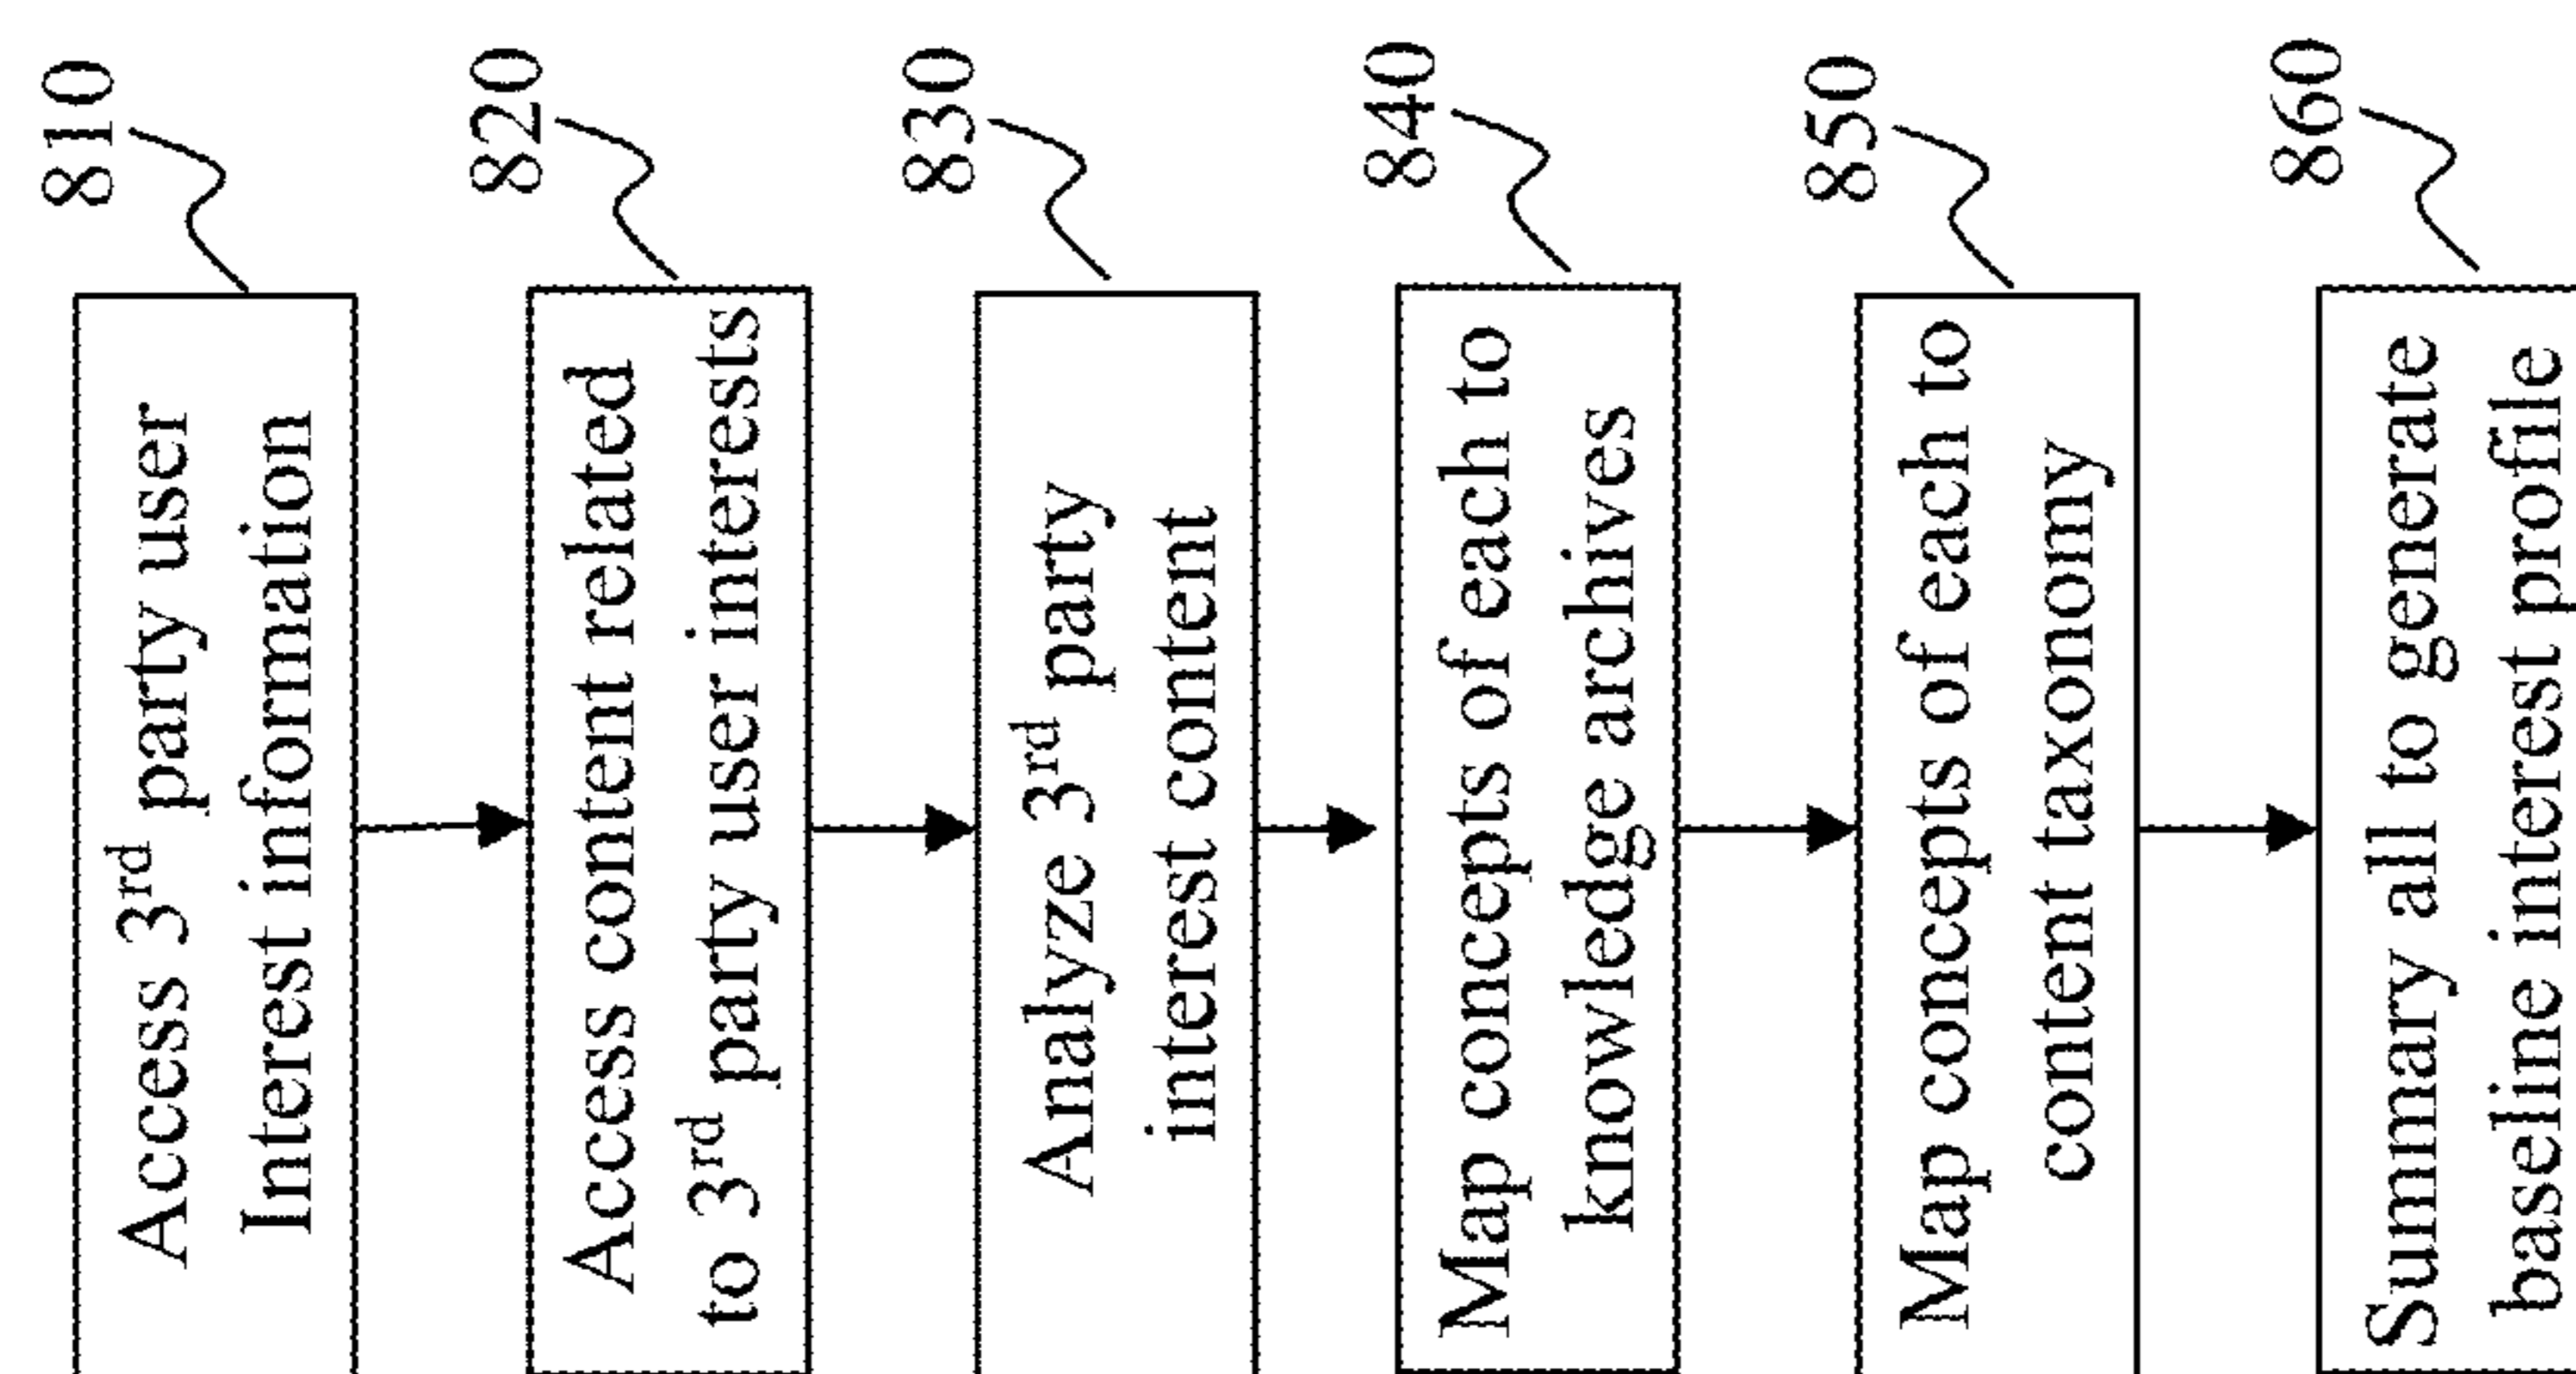 810
Access 3rd party user
Interest information
820
Access content related
to 3rd party user interests
830
Analyze 3rd party
interest content
840
Map concepts of each to
knowledge archives
850
Map concepts of each to
content taxonomy
860
Summary all to generate
baseline interest profile